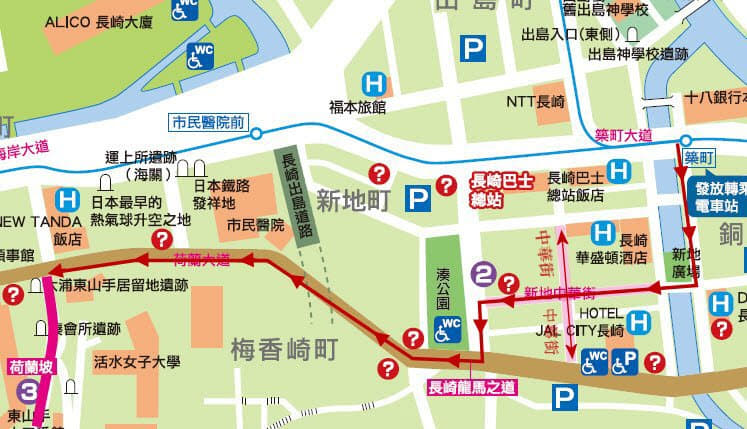 ALICO 長崎大廈
WC
出島町
舊出島神學校
出島入口(東側)
出島神學校遺跡
P
H
福本旅館
NTT長崎
十八銀行本
WC
市民醫院前
海岸大道
町
築町大道
築町
發放轉乘
電車站
運上所遺跡
(海關)
日本鐵路
發祥地
日本最早的
熱氣球升空之地
H
NEW TANDA
飯店
市民醫院
長崎出島道路
新地町
?
P
?
長崎巴士
總站
長崎巴士
總站飯店
H
銅
領事館
?
荷蘭大道
大浦東山手居留地遺跡
?
湊公園
2
中華街
新地中華街
中華街
H
長崎
華盛頓酒店
新地
廣場
?
WC
HOTEL
JAL CITY長崎
H
WC
P
?
H
D
長
?
梅香崎町
活水女子大學
荷蘭坡
3
東山手
?
?
長崎龍馬之道
P
P